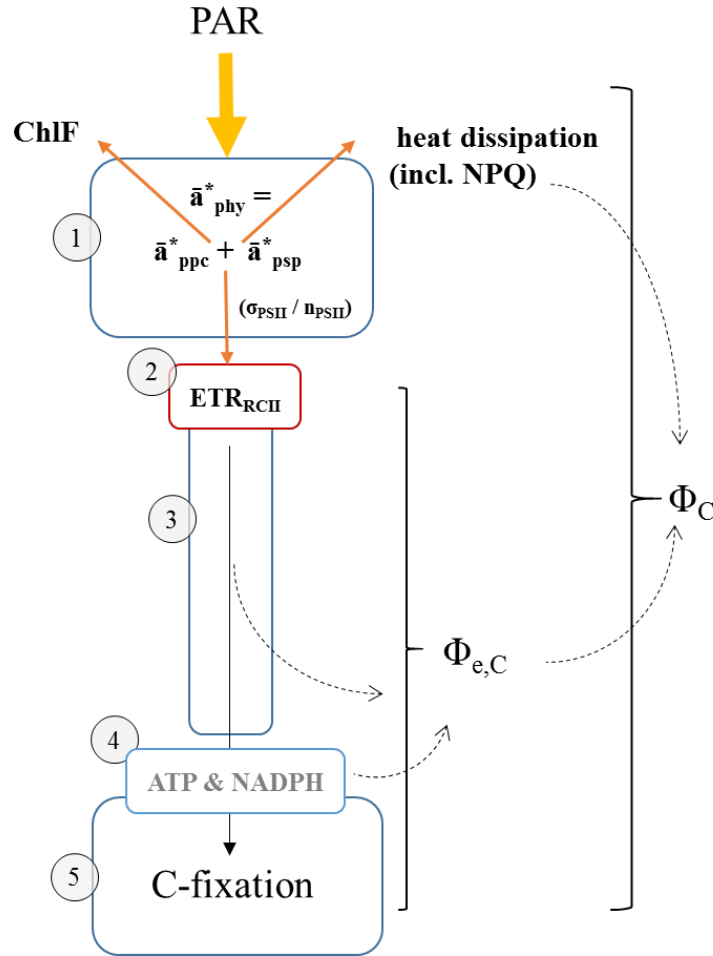 PAR
ChlF
heat dissipation
(incl. NPQ)
ā*phy =
1
ā*ppc + ā*psp
(σPSII / nPSII)
2
ETRRCII
3
ΦC
Φe,C
4
ATP & NADPH
5
C-fixation